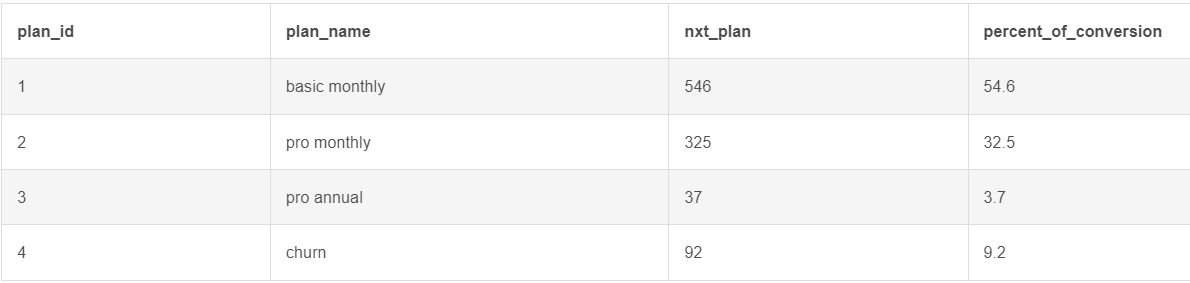 plan_id plan_name nxt_plan percent_of_conversion
1 basic monthly 546 54.6
2 pro monthly 325 32.5
3 pro annual 37 3.7
4 churn 92 9.2